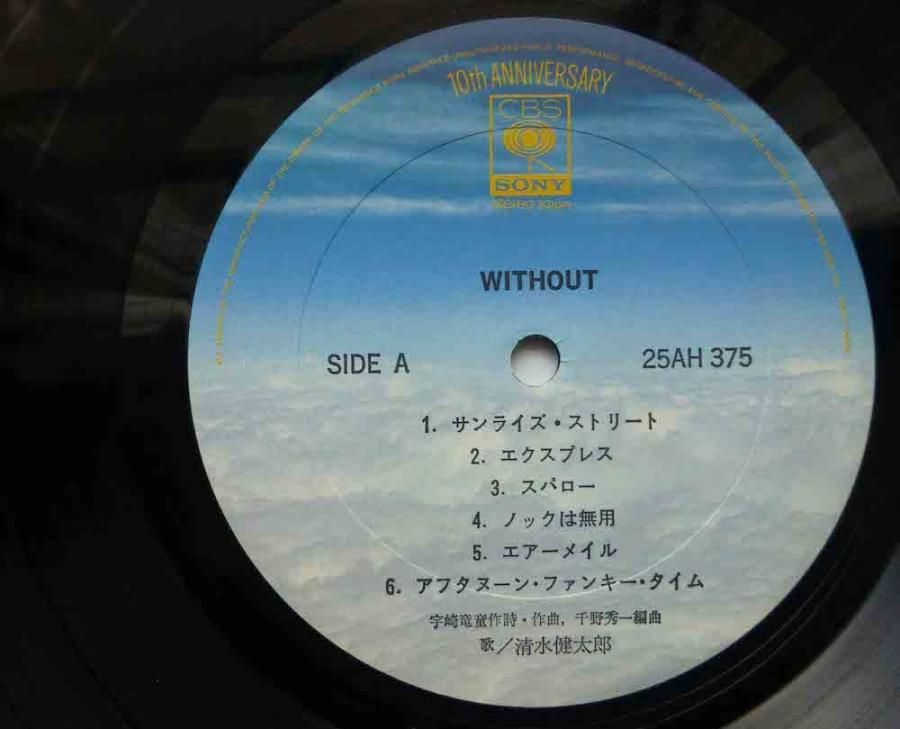 10th ANNIVERSARY
CBS
SONY
Stereo 33rpm
WITHOUT
SIDE A
25AH 375
1. サンライズ・ストリート
2. エクスプレス
3. スパロー
4. ノックは無用
5. エアーメイル
6. アフタヌーン・ファンキー・タイム
宇崎竜童作詩・作曲, 千野秀一編曲
歌／清水健太郎